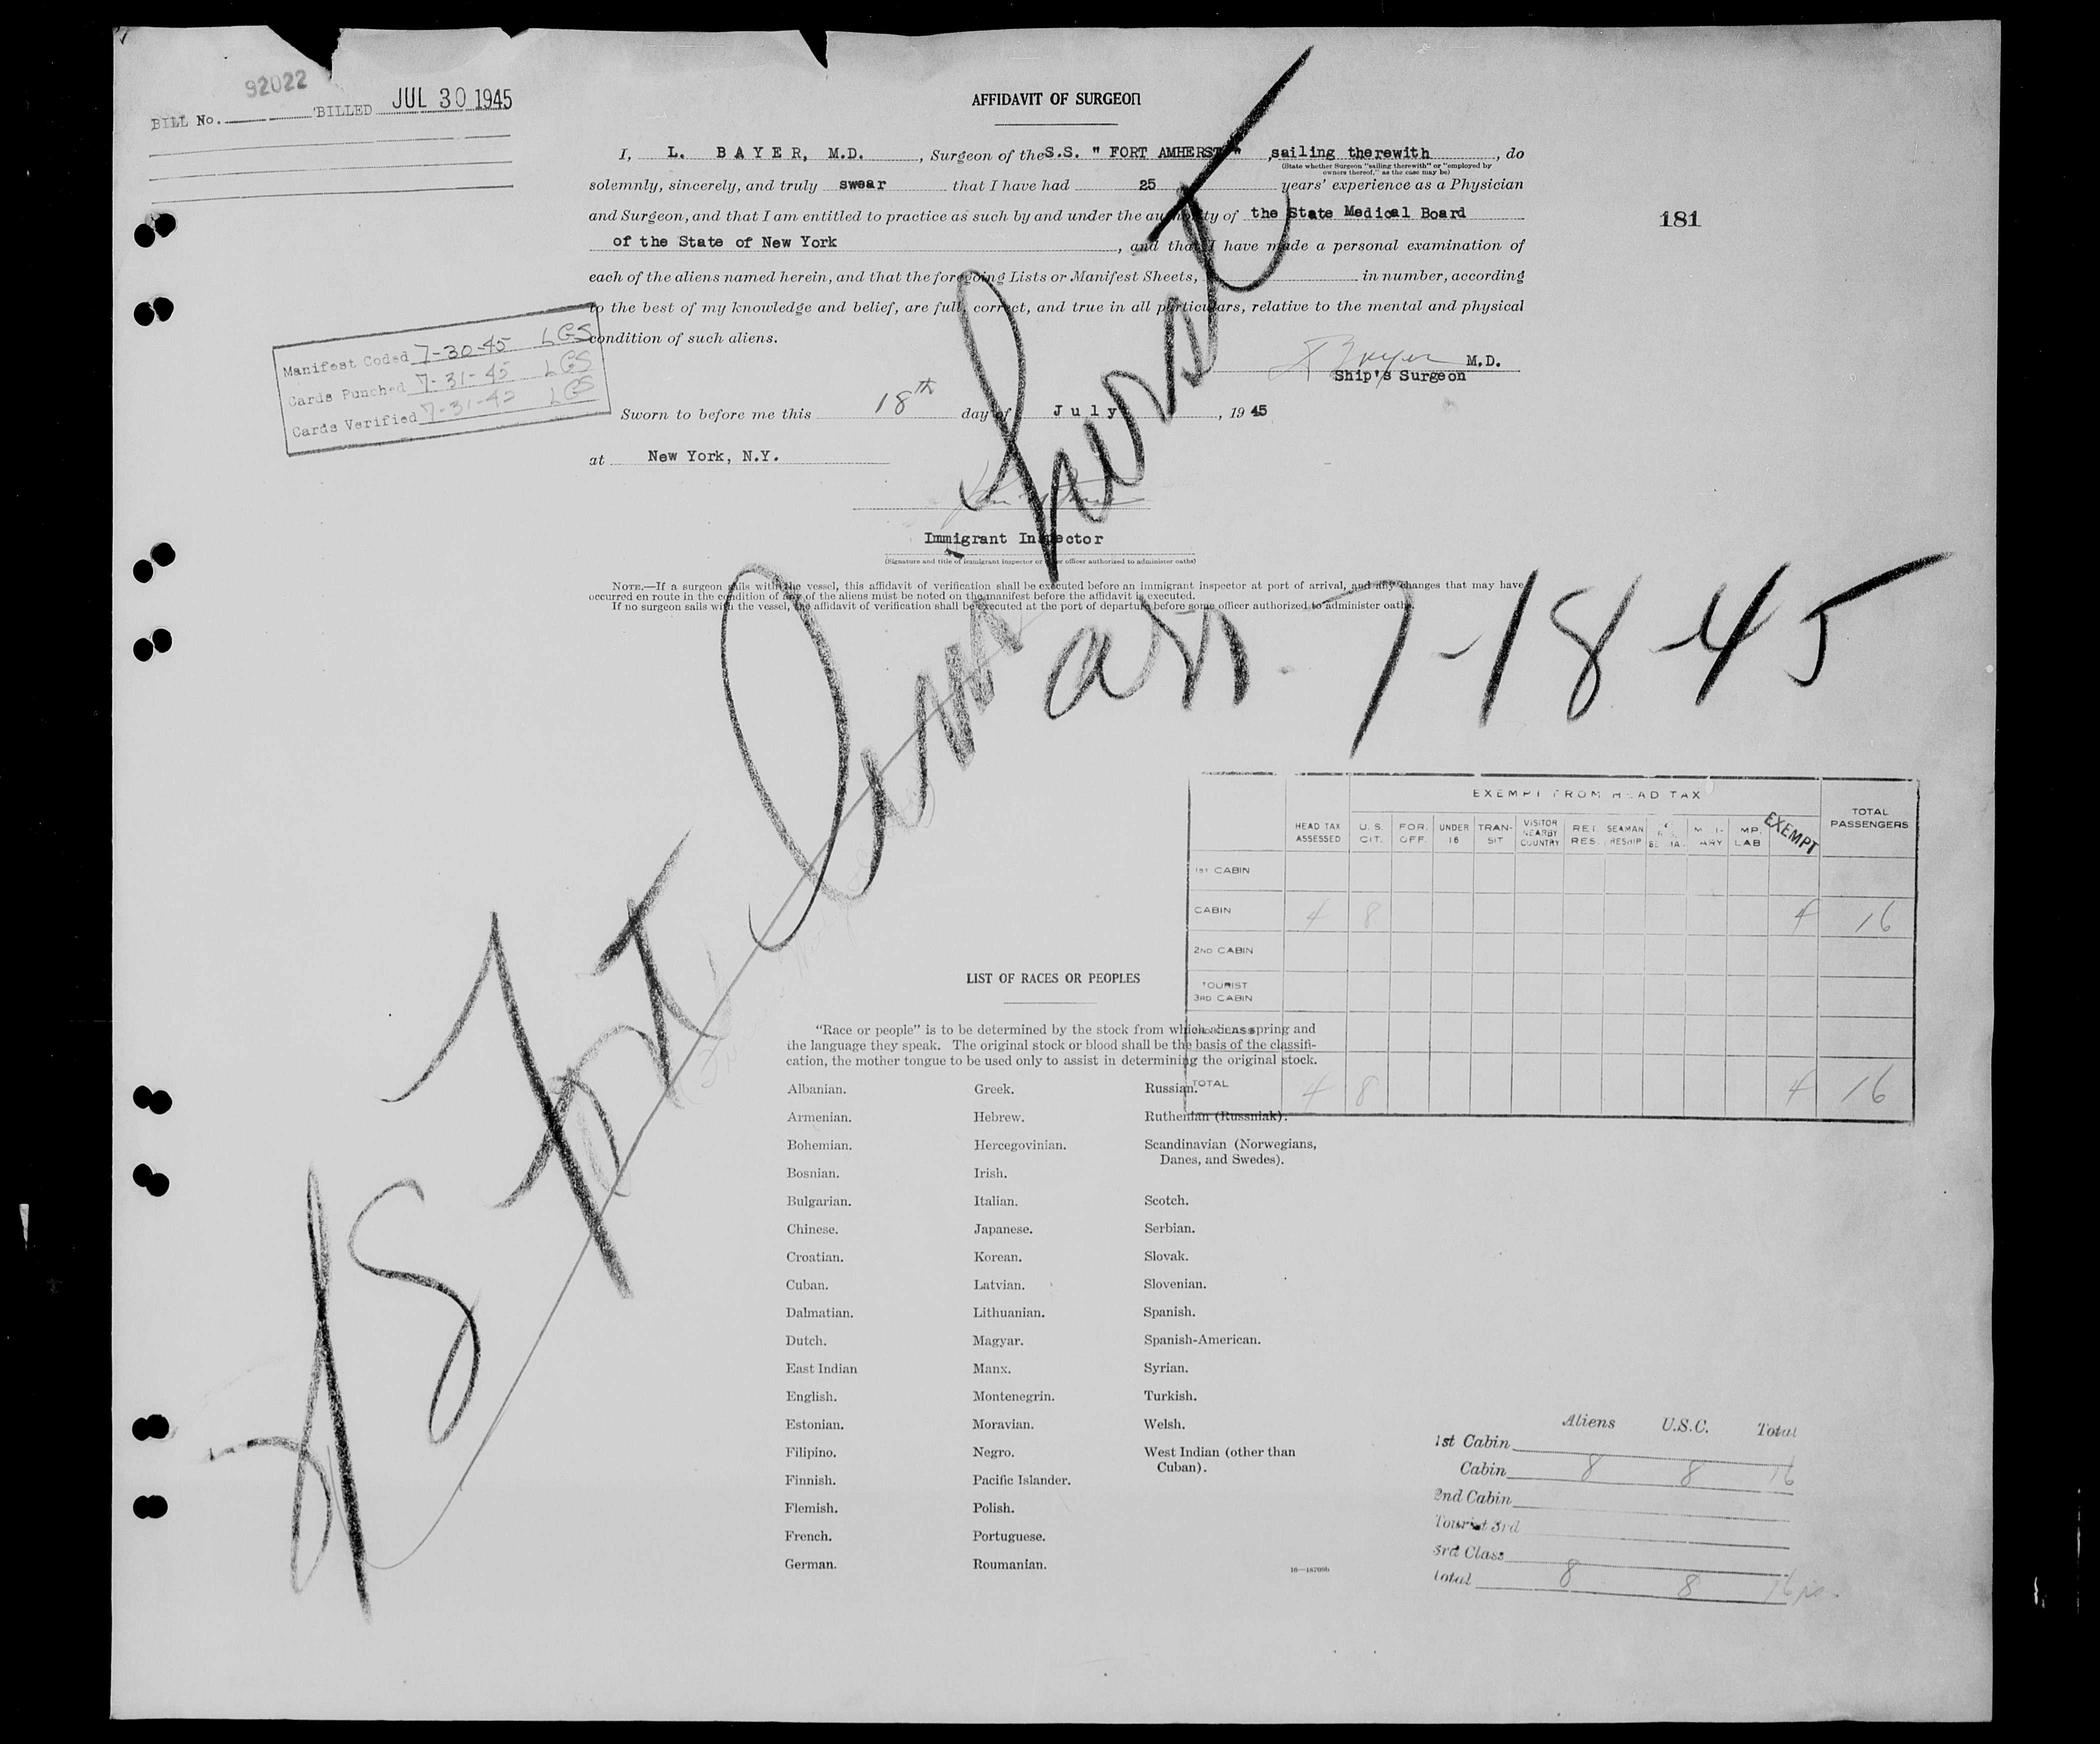 92022
BILL No. BILLED JUL 30 1945
AFFIDAVIT OF SURGEON
I, L. BAYER, M.D. , Surgeon of the S.S. " FORT AMHERST " , sailing therewith , do
(State whether Surgeon "sailing therewith" or "employed by
owners thereof," as the case may be)
solemnly, sincerely, and truly swear that I have had 25 years' experience as a Physician
and Surgeon, and that I am entitled to practice as such by and under the authority of the State Medical Board
181
of the State of New York , and that I have made a personal examination of
each of the aliens named herein, and that the foregoing Lists or Manifest Sheets, in number, according
to the best of my knowledge and belief, are full, correct, and true in all particulars, relative to the mental and physical
condition of such aliens.
Manifest Coded 7-30-45 LGS
Cards Punched 7-31-45 LGS
Cards Verified 7-31-45 LGS
Bayer M.D.
Ship's Surgeon
Sworn to before me this 18th day of July , 19 45
at New York, N.Y.
Immigrant Inspector
(Signature and title of immigrant inspector or other officer authorized to administer oaths)
NOTE.—If a surgeon sails with the vessel, this affidavit of verification shall be executed before an immigrant inspector at port of arrival, and any changes that may have
occurred en route in the condition of any of the aliens must be noted on the manifest before the affidavit is executed.
If no surgeon sails with the vessel, the affidavit of verification shall be executed at the port of departure before some officer authorized to administer oaths.
SS Fort Amherst
arr. 7-18-45
EXEMPT FROM HEAD TAX
HEAD TAX ASSESSED U. S. CIT. FOR. OFF. UNDER 16 TRAN-SIT VISITOR NEARBY COUNTRY RET. RES. SEAMAN RESHIP MP. LAB EXEMPT TOTAL PASSENGERS
1ST CABIN
CABIN 4 8 4 16
2ND CABIN
TOURIST
3RD CABIN
TOTAL 4 8 4 16
LIST OF RACES OR PEOPLES
"Race or people" is to be determined by the stock from which aliens spring and
the language they speak. The original stock or blood shall be the basis of the classifi-
cation, the mother tongue to be used only to assist in determining the original stock.
Albanian. Greek. Russian.
Armenian. Hebrew. Ruthenian (Russniak).
Bohemian. Hercegovinian. Scandinavian (Norwegians,
Danes, and Swedes).
Bosnian. Irish.
Bulgarian. Italian. Scotch.
Chinese. Japanese. Serbian.
Croatian. Korean. Slovak.
Cuban. Latvian. Slovenian.
Dalmatian. Lithuanian. Spanish.
Dutch. Magyar. Spanish-American.
East Indian Manx. Syrian.
English. Montenegrin. Turkish.
Estonian. Moravian. Welsh.
Filipino. Negro. West Indian (other than
Cuban).
Finnish. Pacific Islander.
Flemish. Polish.
French. Portuguese.
German. Roumanian.
Aliens U.S.C. Total
1st Cabin
Cabin 8 8 16
2nd Cabin
Tourist 3rd
3rd Class
total 8 8 16